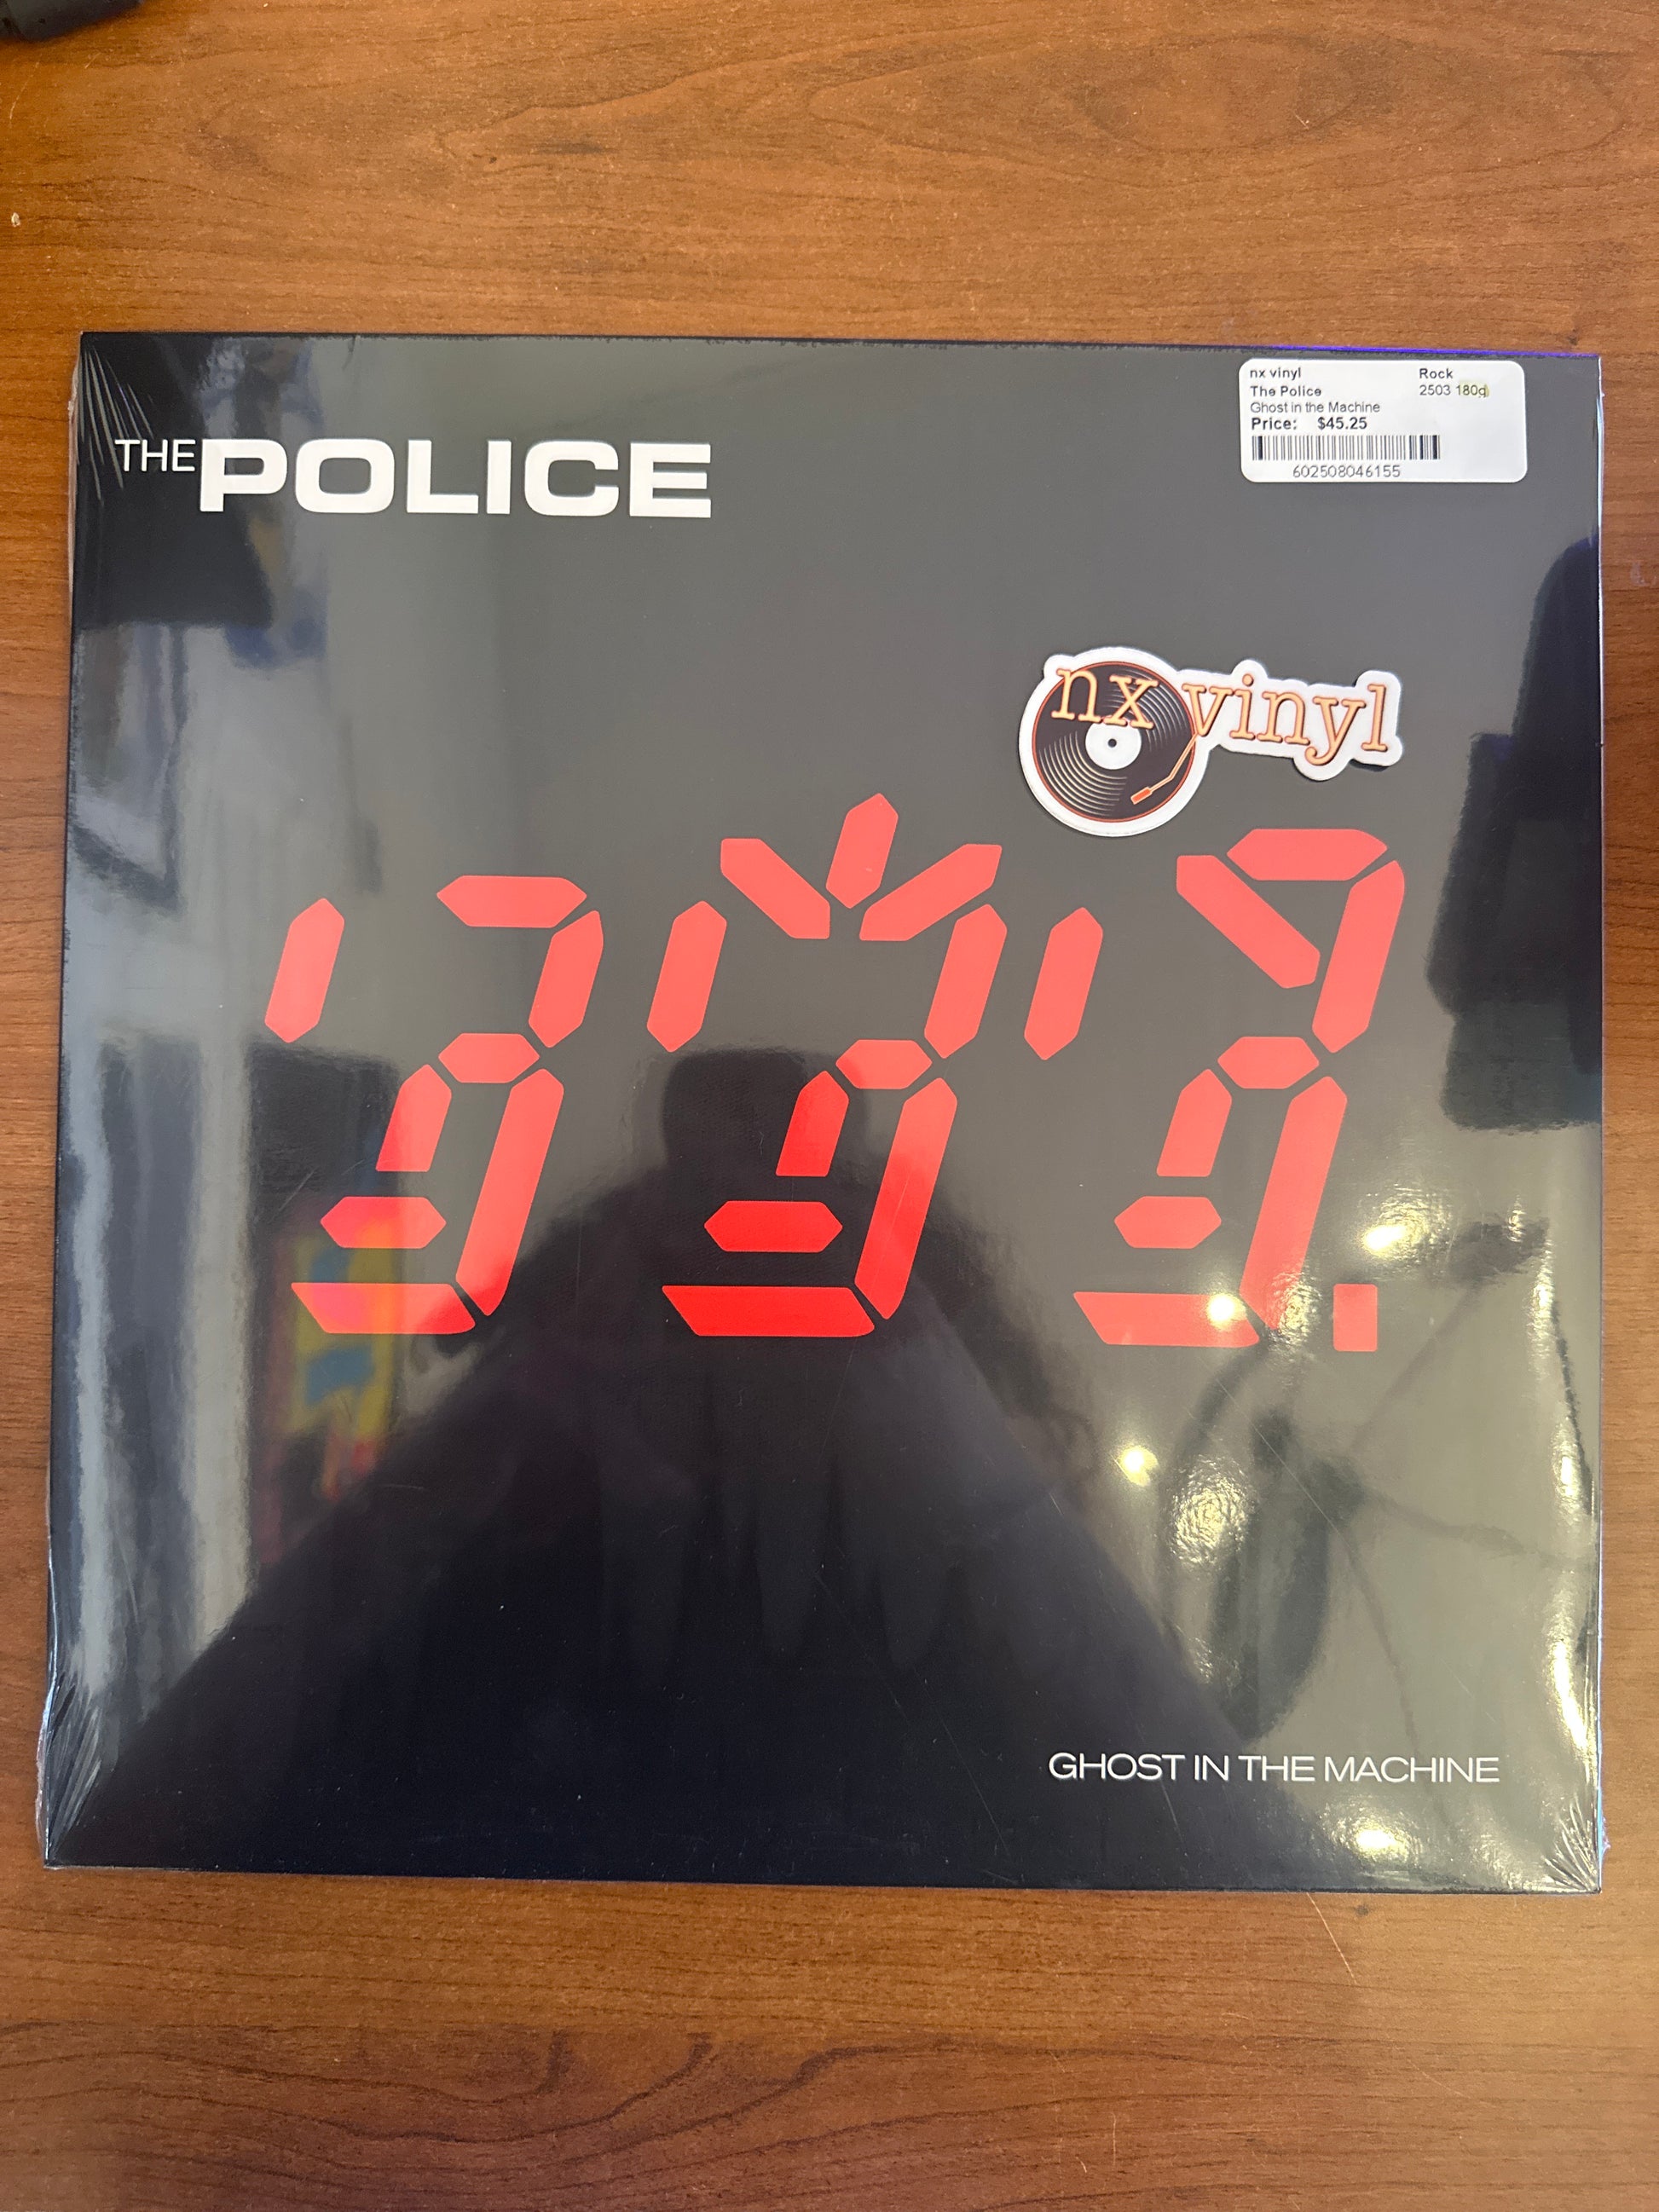 nx vinyl Rock
The Police 2503 180g
Ghost in the Machine
Price: $45.25
602508046155
THE POLICE
nx vinyl
GHOST IN THE MACHINE